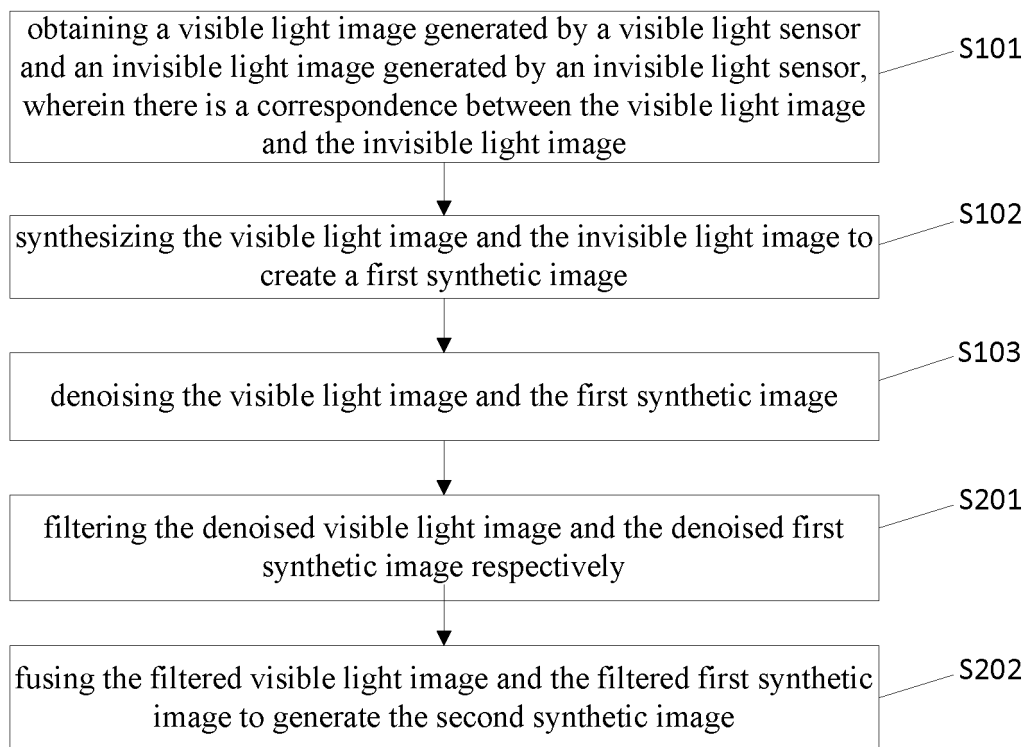 obtaining a visible light image generated by a visible light sensor
and an invisible light image generated by an invisible light sensor,
wherein there is a correspondence between the visible light image
and the invisible light image
S101
synthesizing the visible light image and the invisible light image to
create a first synthetic image
S102
denoising the visible light image and the first synthetic image
S103
filtering the denoised visible light image and the denoised first
synthetic image respectively
S201
fusing the filtered visible light image and the filtered first synthetic
image to generate the second synthetic image
S202